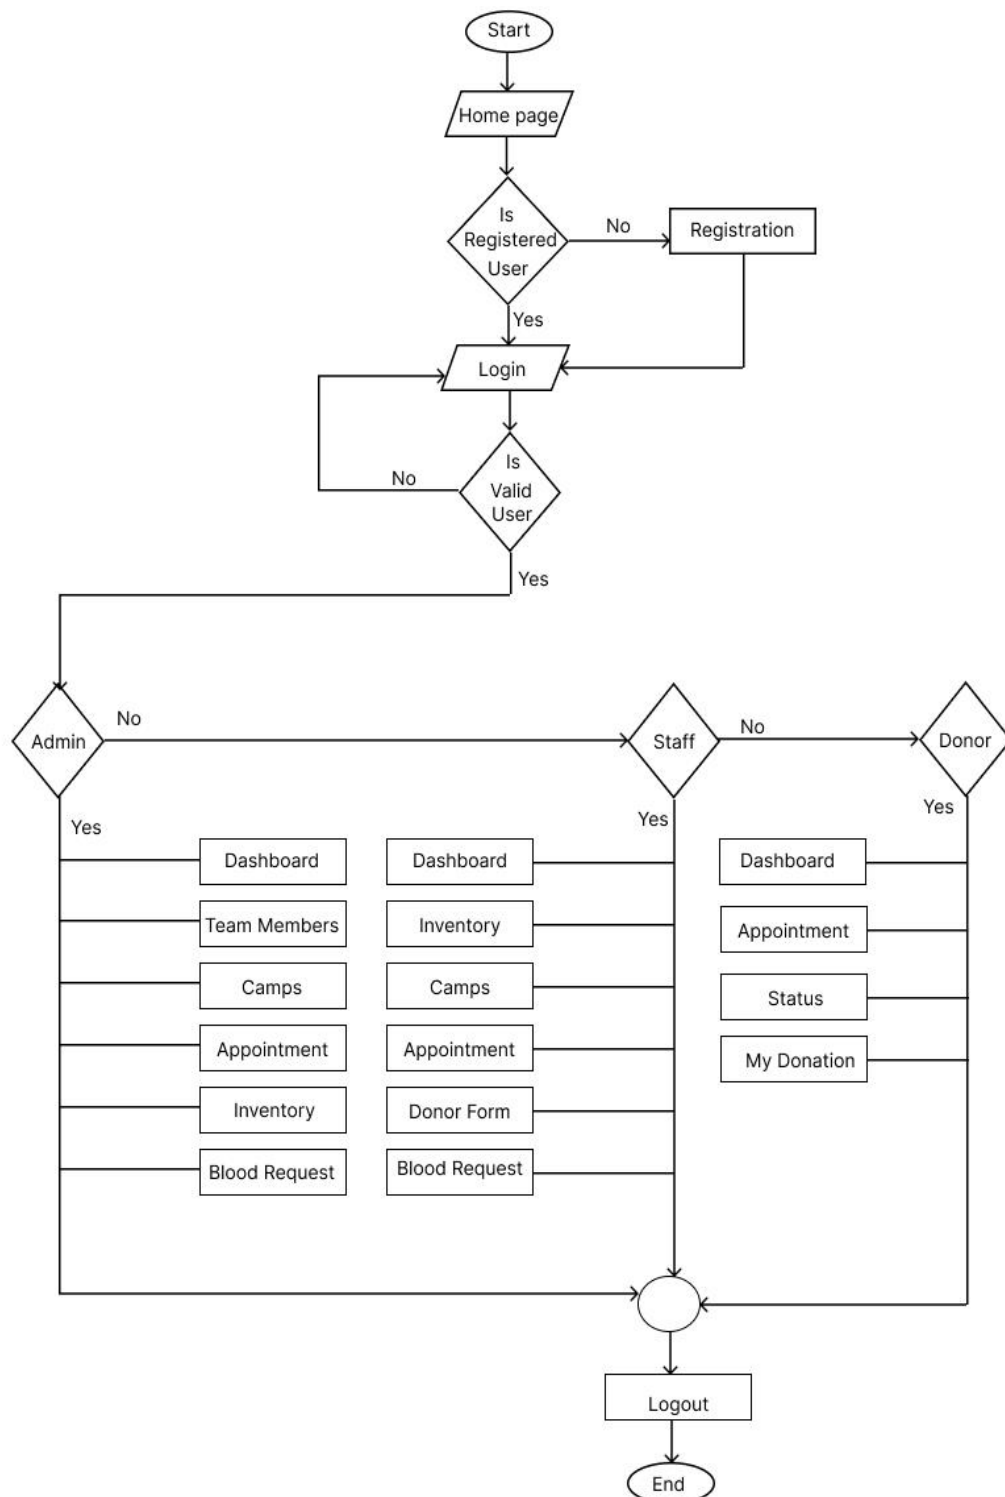 Start
Home page
Is
Registered
User
No
Registration
Yes
Login
Is
Valid
User
No
Yes
Admin
No
Staff
No
Donor
Yes
Yes
Yes
Dashboard
Team Members
Camps
Appointment
Inventory
Blood Request
Dashboard
Inventory
Camps
Appointment
Donor Form
Blood Request
Dashboard
Appointment
Status
My Donation
Logout
End